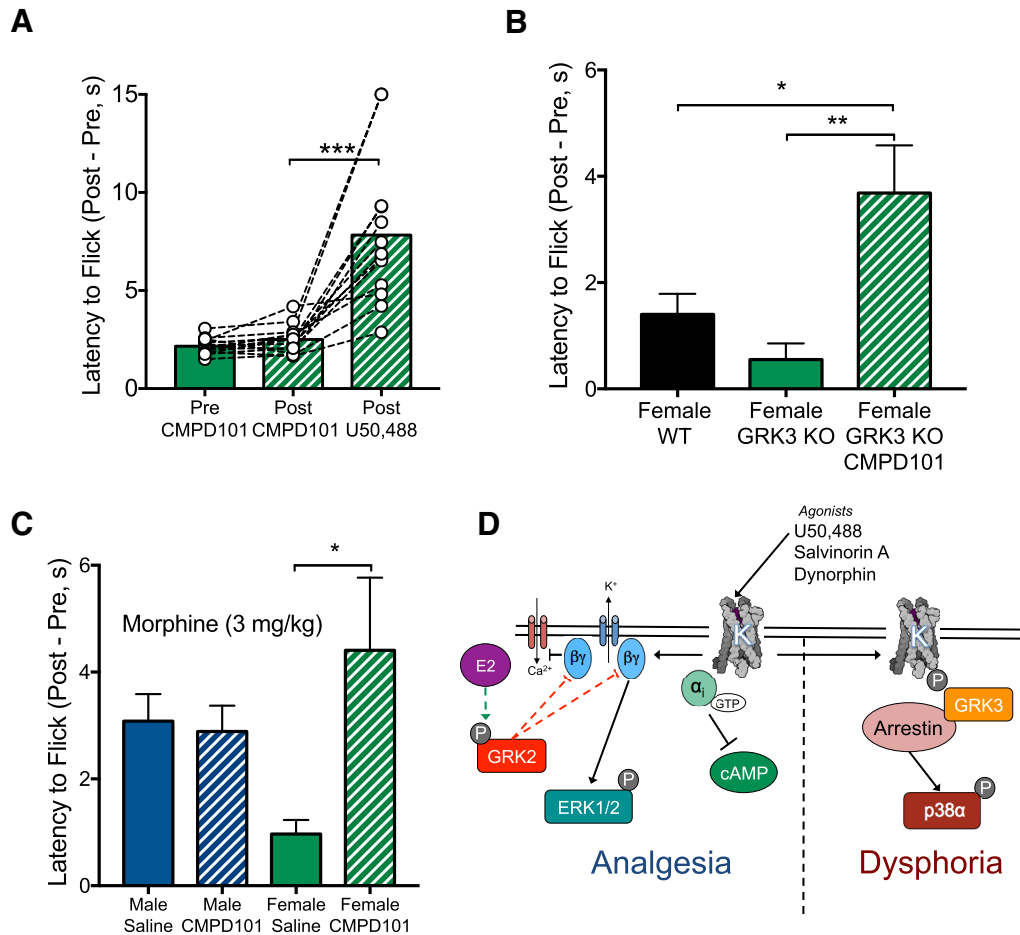 A
Latency to Flick (Post - Pre, s)
15
10
5
0
***
Pre
CMPD101
Post
CMPD101
Post
U50,488
B
Latency to Flick (Post - Pre, s)
6
4
2
0
*
**
Female
WT
Female
GRK3 KO
Female
GRK3 KO
CMPD101
C
Latency to Flick (Post - Pre, s)
6
4
2
0
Morphine (3 mg/kg)
*
Male
Saline
Male
CMPD101
Female
Saline
Female
CMPD101
D
Agonists
U50,488
Salvinorin A
Dynorphin
K⁺
Ca²⁺
βγ
βγ
K
K
E2
P
GRK2
αᵢ
GTP
cAMP
P
ERK1/2
P
GRK3
Arrestin
P
p38α
Analgesia
Dysphoria